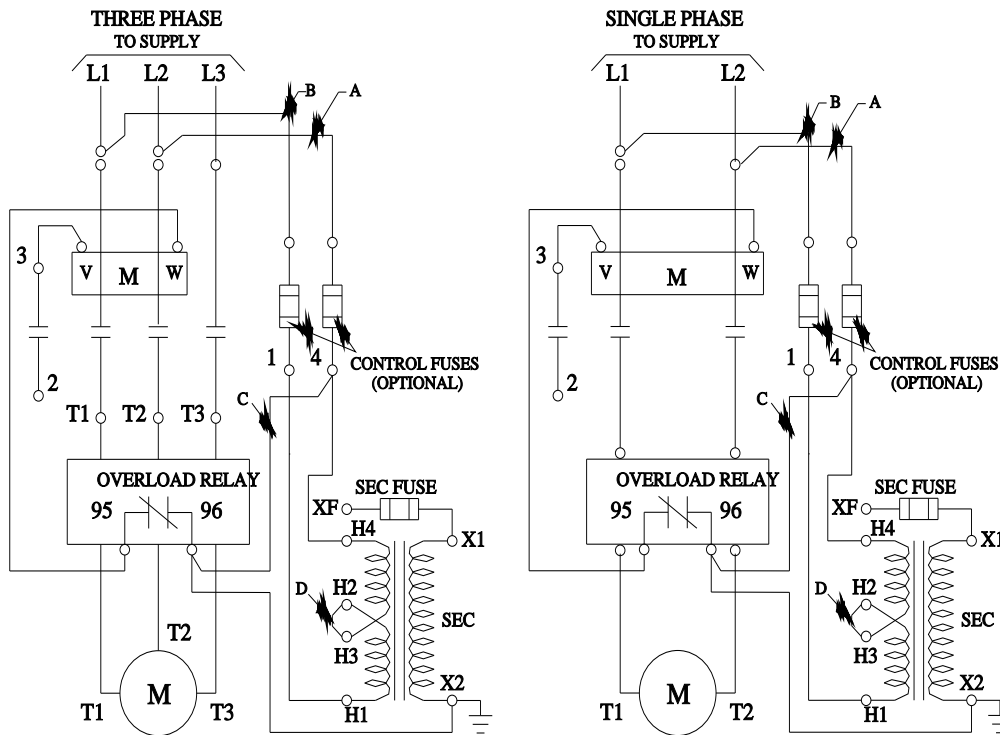 THREE PHASE
TO SUPPLY
L1 L2 L3
B A
3
V M W
1 4
CONTROL FUSES
(OPTIONAL)
2
C
T1 T2 T3
OVERLOAD RELAY
95 96
SEC FUSE
XF
H4
X1
D
H2
SEC
H3
T2
X2
T1 M T3
H1
SINGLE PHASE
TO SUPPLY
L1 L2
B A
3
V M W
1 4
CONTROL FUSES
(OPTIONAL)
2
C
OVERLOAD RELAY
95 96
SEC FUSE
XF
H4
X1
D
H2
SEC
H3
X2
T1 M T2
H1